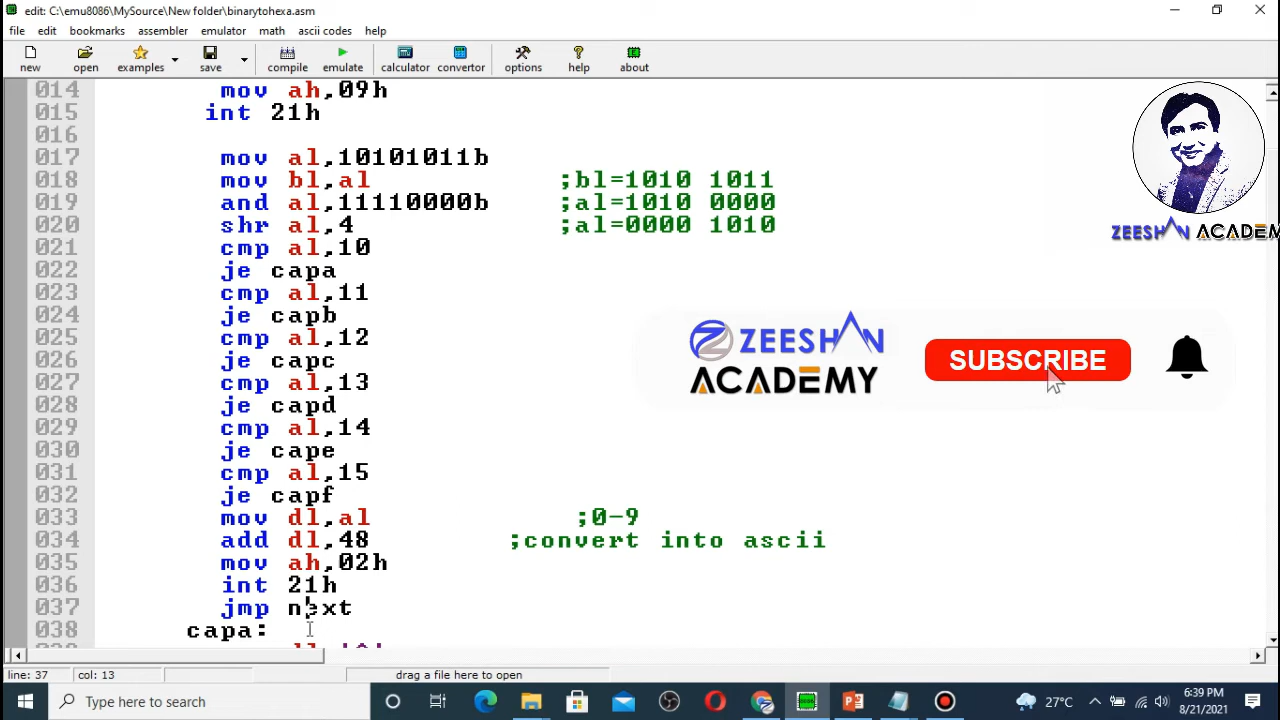 edit: C:\emu8086\MySource\New folder\binarytohexa.asm
file edit bookmarks assembler emulator math ascii codes help
new open examples save compile emulate calculator convertor options help about
014 mov ah,09h
015 int 21h
016
017 mov al,10101011b
018 mov bl,al ;bl=1010 1011
019 and al,11110000b ;al=1010 0000
020 shr al,4 ;al=0000 1010
021 cmp al,10
022 je capa
023 cmp al,11
024 je capb
025 cmp al,12
026 je capc
027 cmp al,13
028 je capd
029 cmp al,14
030 je cape
031 cmp al,15
032 je capf
033 mov dl,al ;0-9
034 add dl,48 ;convert into ascii
035 mov ah,02h
036 int 21h
037 jmp next
038 capa:
ZEESHAN ACADEM
ZEESHAN
ACADEMY
SUBSCRIBE
line: 37 col: 13 drag a file here to open
Type here to search
27°C
6:39 PM
8/21/2021